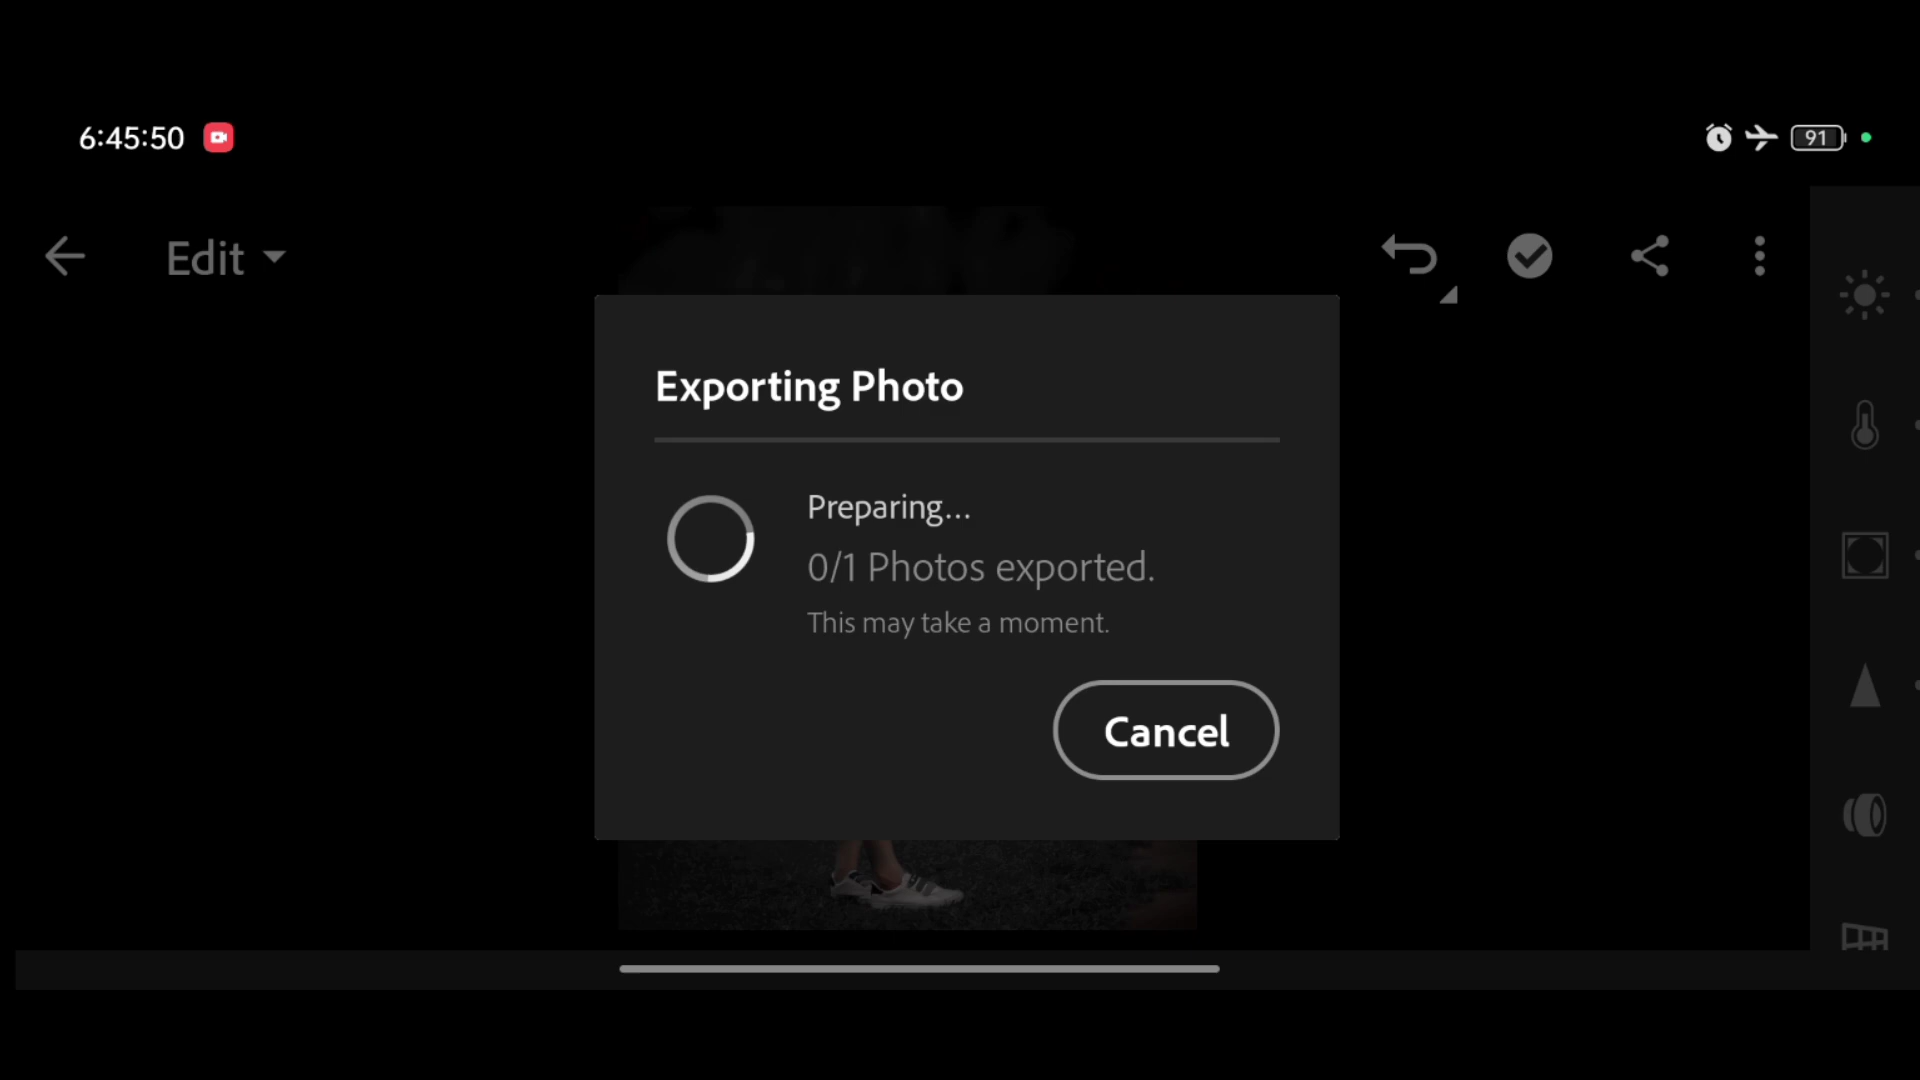 6:45:50
91
Edit
Exporting Photo
Preparing...
0/1 Photos exported.
This may take a moment.
Cancel